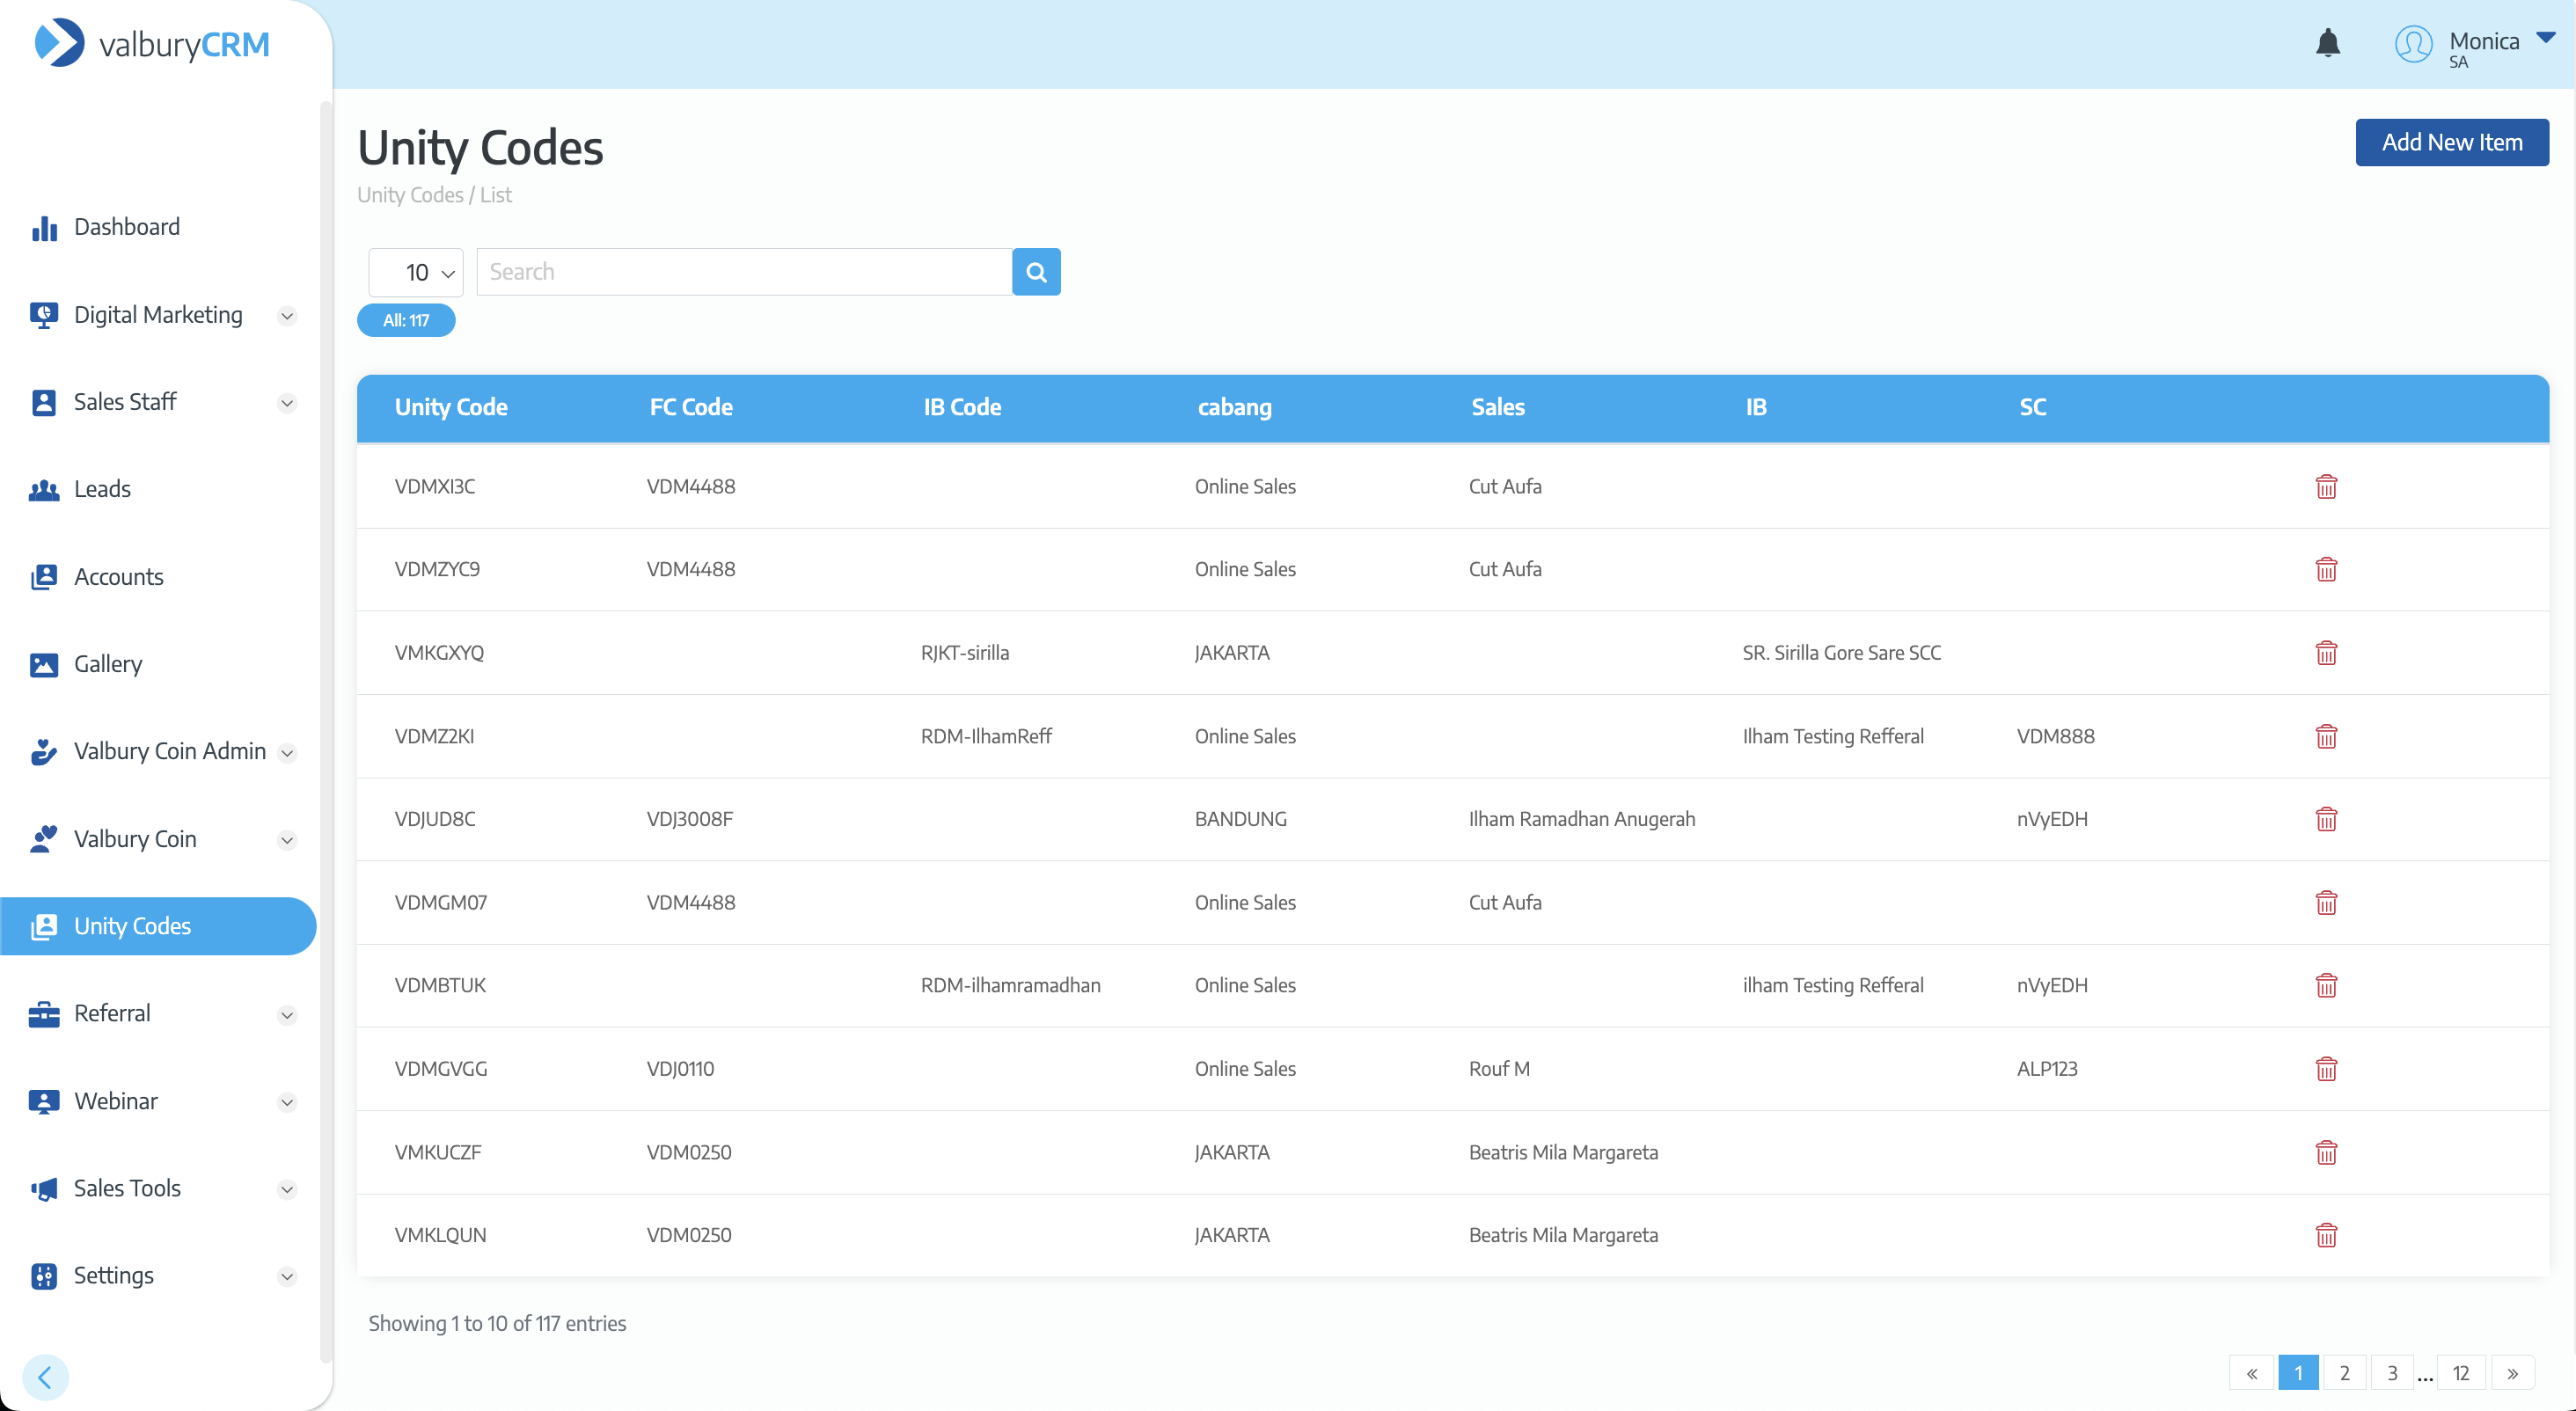 valburyCRM
Monica
SA
Dashboard
Digital Marketing
Sales Staff
Leads
Accounts
Gallery
Valbury Coin Admin
Valbury Coin
Unity Codes
Referral
Webinar
Sales Tools
Settings
Unity Codes
Add New Item
Unity Codes / List
10 Search
All: 117
Unity Code FC Code IB Code cabang Sales IB SC
VDMXI3C VDM4488 Online Sales Cut Aufa
VDMZYC9 VDM4488 Online Sales Cut Aufa
VMKGXYQ RJKT-sirilla JAKARTA SR. Sirilla Gore Sare SCC
VDMZ2KI RDM-IlhamReff Online Sales Ilham Testing Refferal VDM888
VDJUD8C VDJ3008F BANDUNG Ilham Ramadhan Anugerah nVyEDH
VDMGM07 VDM4488 Online Sales Cut Aufa
VDMBTUK RDM-ilhamramadhan Online Sales ilham Testing Refferal nVyEDH
VDMGVGG VDJ0110 Online Sales Rouf M ALP123
VMKUCZF VDM0250 JAKARTA Beatris Mila Margareta
VMKLQUN VDM0250 JAKARTA Beatris Mila Margareta
Showing 1 to 10 of 117 entries
« 1 2 3 ... 12 »